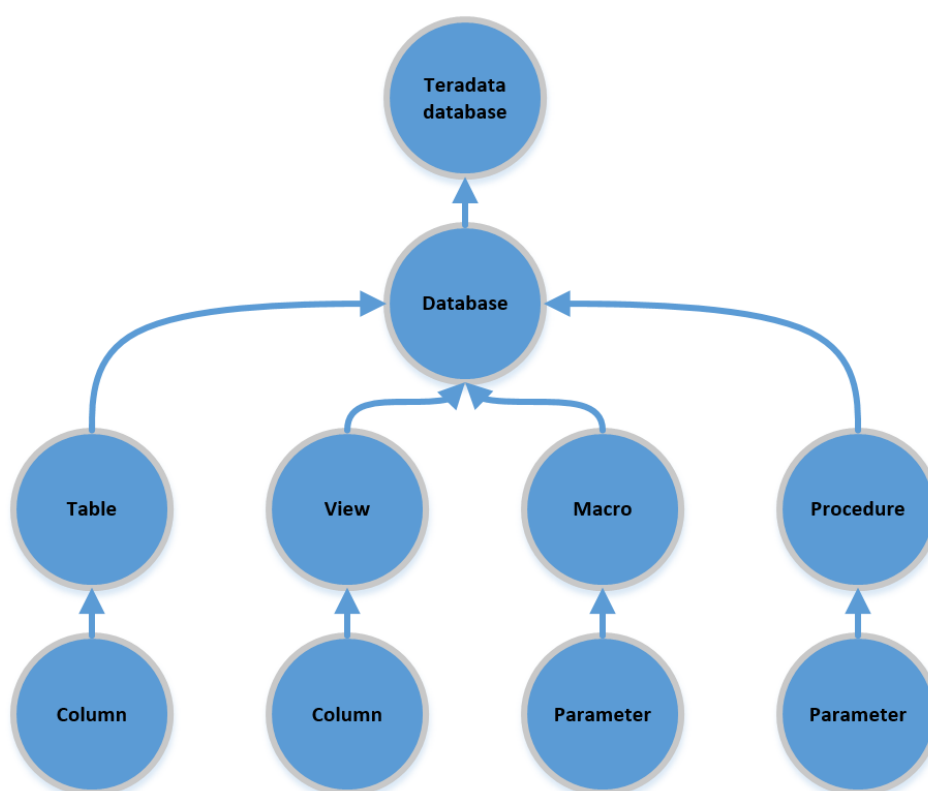 Teradata
database
Database
Table
View
Macro
Procedure
Column
Column
Parameter
Parameter